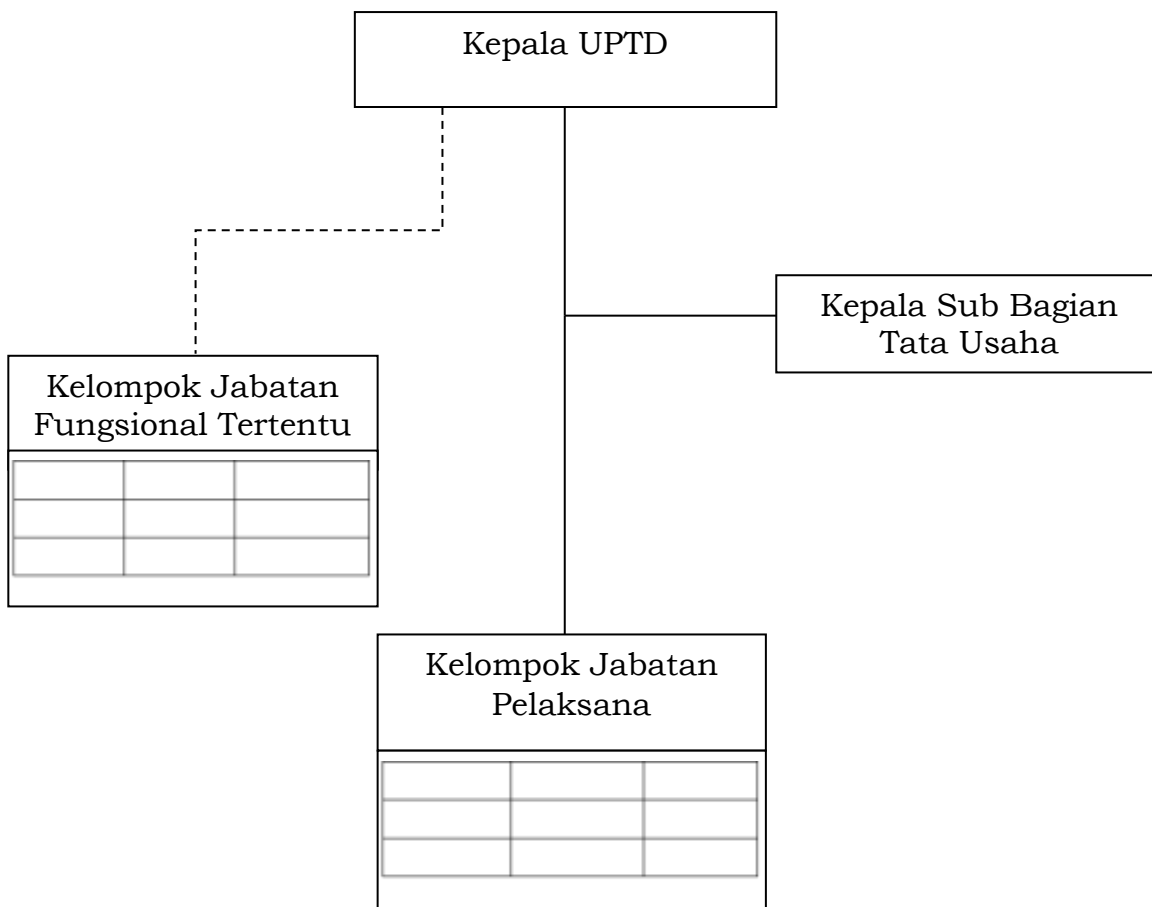 Kepala UPTD
Kepala Sub Bagian
Tata Usaha
Kelompok Jabatan
Fungsional Tertentu
Kelompok Jabatan
Pelaksana